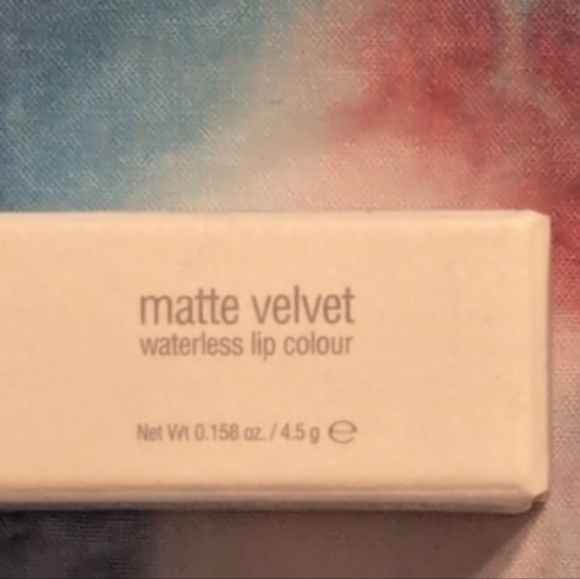 matte velvet
waterless lip colour
Net Wt 0.158 oz. / 4.5 g ℮